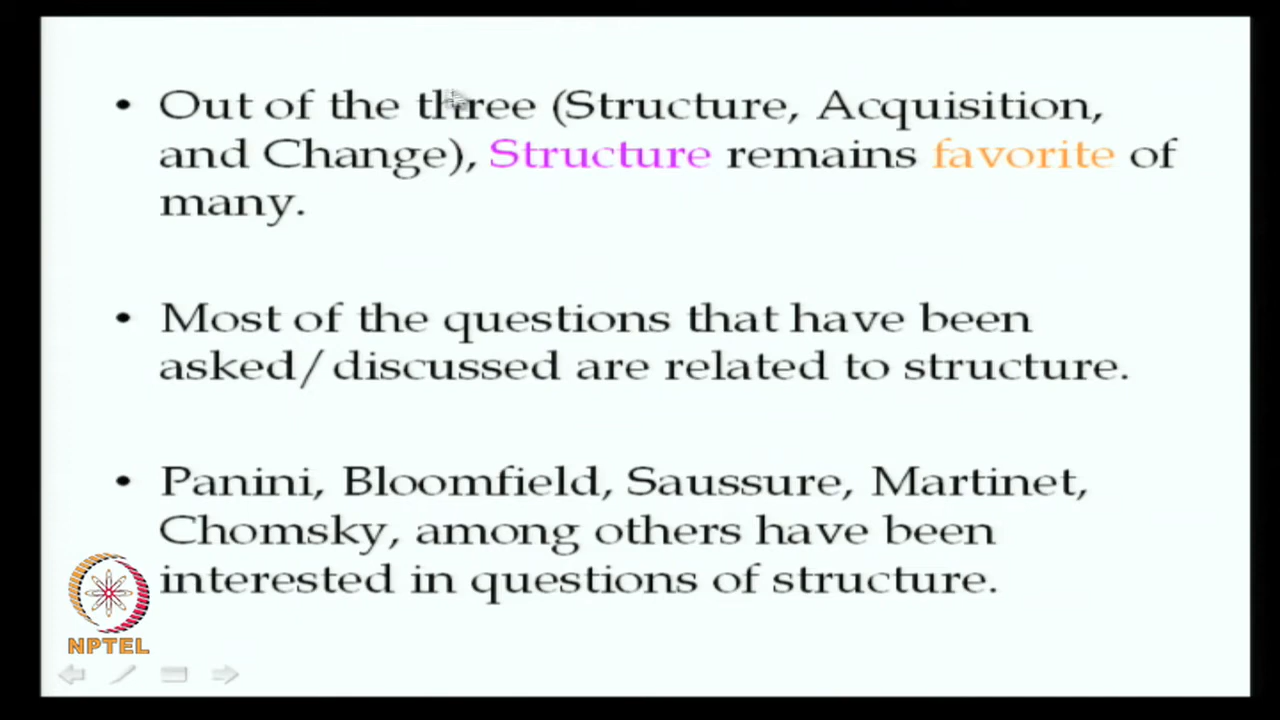 • Out of the three (Structure, Acquisition,
and Change), Structure remains favorite of
many.
• Most of the questions that have been
asked/discussed are related to structure.
• Panini, Bloomfield, Saussure, Martinet,
Chomsky, among others have been
interested in questions of structure.
NPTEL